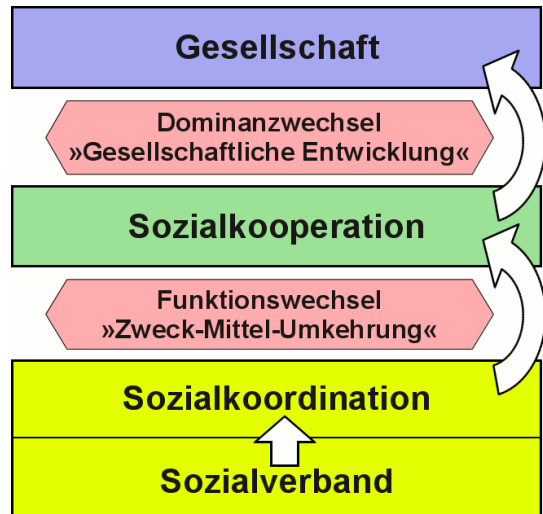 Gesellschaft
Dominanzwechsel
»Gesellschaftliche Entwicklung«
Sozialkooperation
Funktionswechsel
»Zweck-Mittel-Umkehrung«
Sozialkoordination
Sozialverband